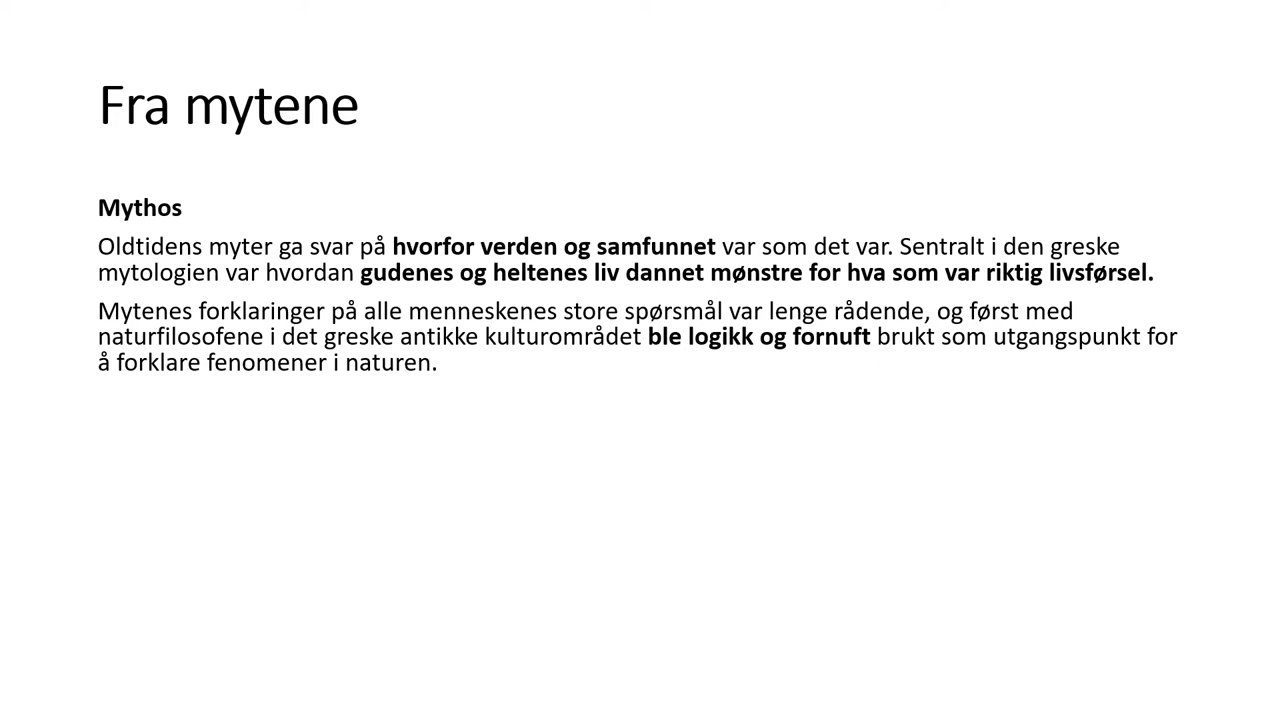 Fra mytene
Mythos
Oldtidens myter ga svar på hvorfor verden og samfunnet var som det var. Sentralt i den greske
mytologien var hvordan gudenes og heltenes liv dannet mønstre for hva som var riktig livsførsel.
Mytenes forklaringer på alle menneskenes store spørsmål var lenge rådende, og først med
naturfilosofene i det greske antikke kulturområdet ble logikk og fornuft brukt som utgangspunkt for
å forklare fenomener i naturen.